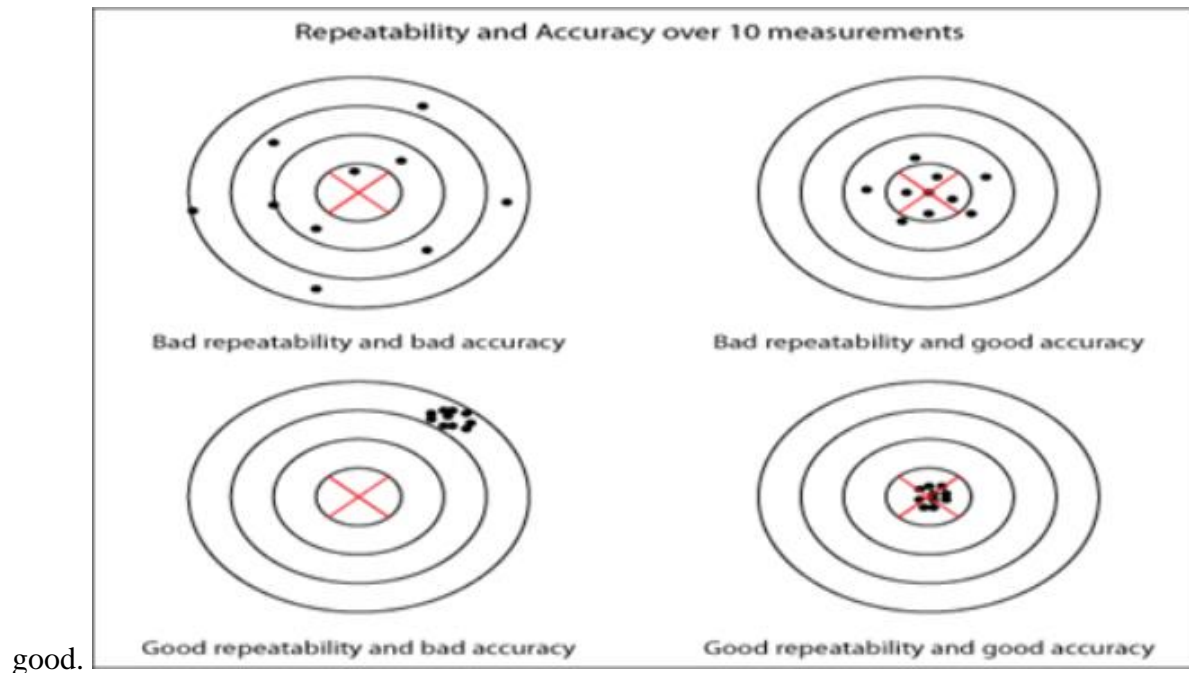 Repeatability and Accuracy over 10 measurements
Bad repeatability and bad accuracy
Bad repeatability and good accuracy
Good repeatability and bad accuracy
Good repeatability and good accuracy
good.